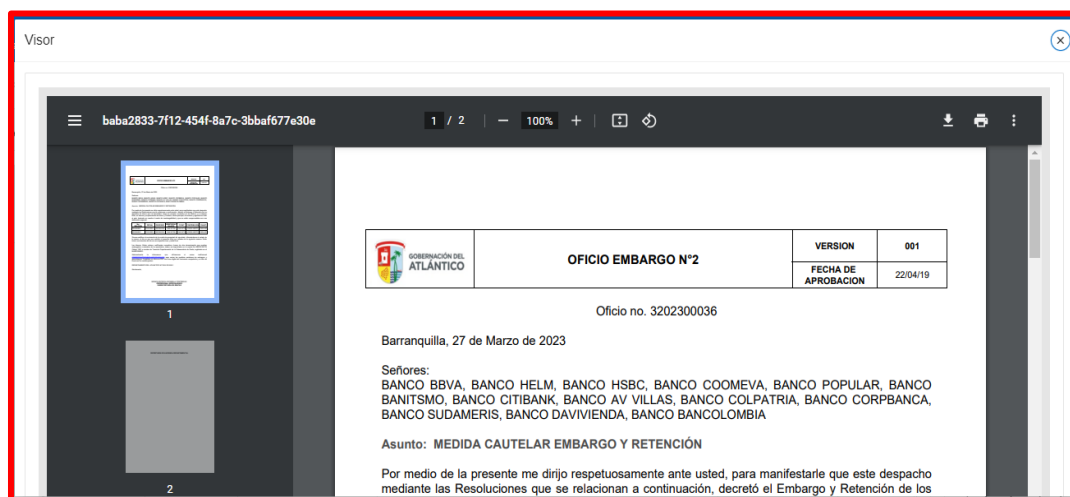 Visor
baba2833-7f12-454f-8a7c-3bbaf677e30e
1 / 2
100%
1
2
GOBERNACIÓN DEL
ATLÁNTICO
OFICIO EMBARGO N°2
VERSION 001
FECHA DE
APROBACION
22/04/19
Oficio no. 3202300036
Barranquilla, 27 de Marzo de 2023
Señores:
BANCO BBVA, BANCO HELM, BANCO HSBC, BANCO COOMEVA, BANCO POPULAR, BANCO
BANITSMO, BANCO CITIBANK, BANCO AV VILLAS, BANCO COLPATRIA, BANCO CORPBANCA,
BANCO SUDAMERIS, BANCO DAVIVIENDA, BANCO BANCOLOMBIA
Asunto: MEDIDA CAUTELAR EMBARGO Y RETENCIÓN
Por medio de la presente me dirijo respetuosamente ante usted, para manifestarle que este despacho
mediante las Resoluciones que se relacionan a continuación, decretó el Embargo y Retención de los